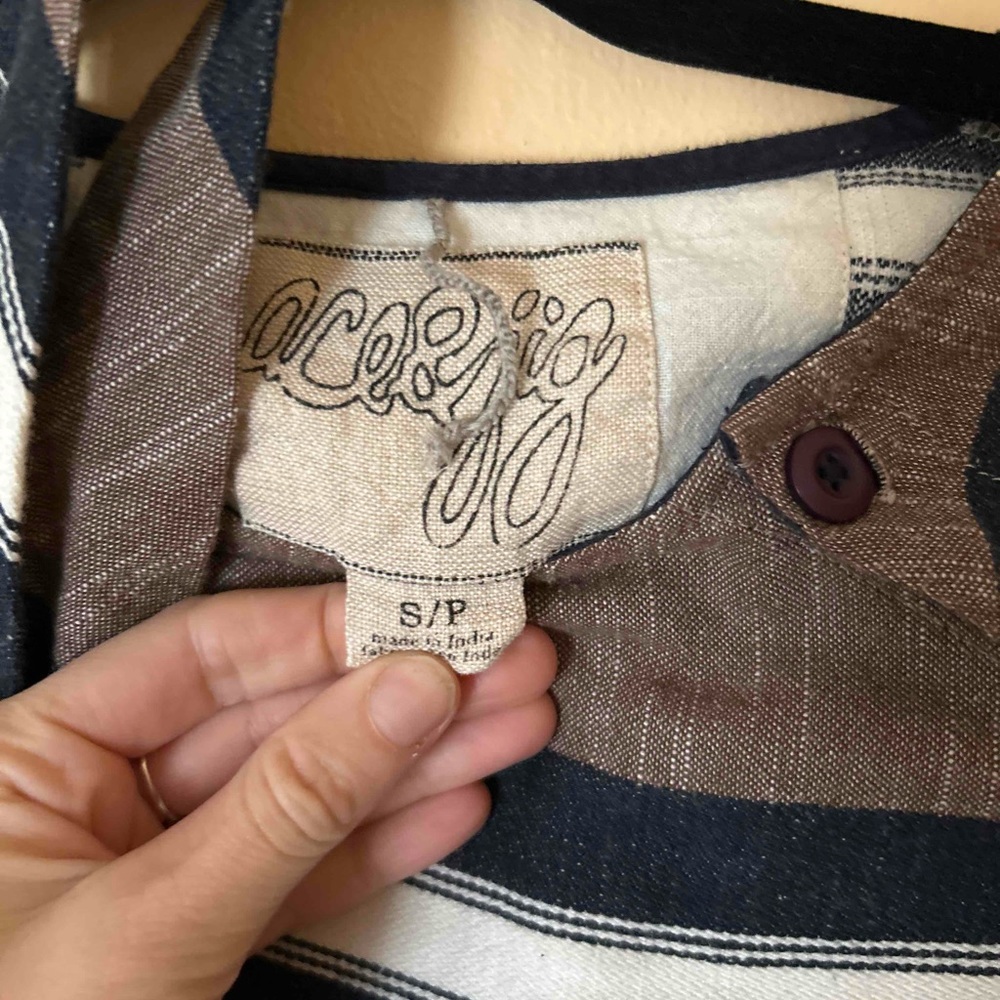 ace & jig
S/P
made in India